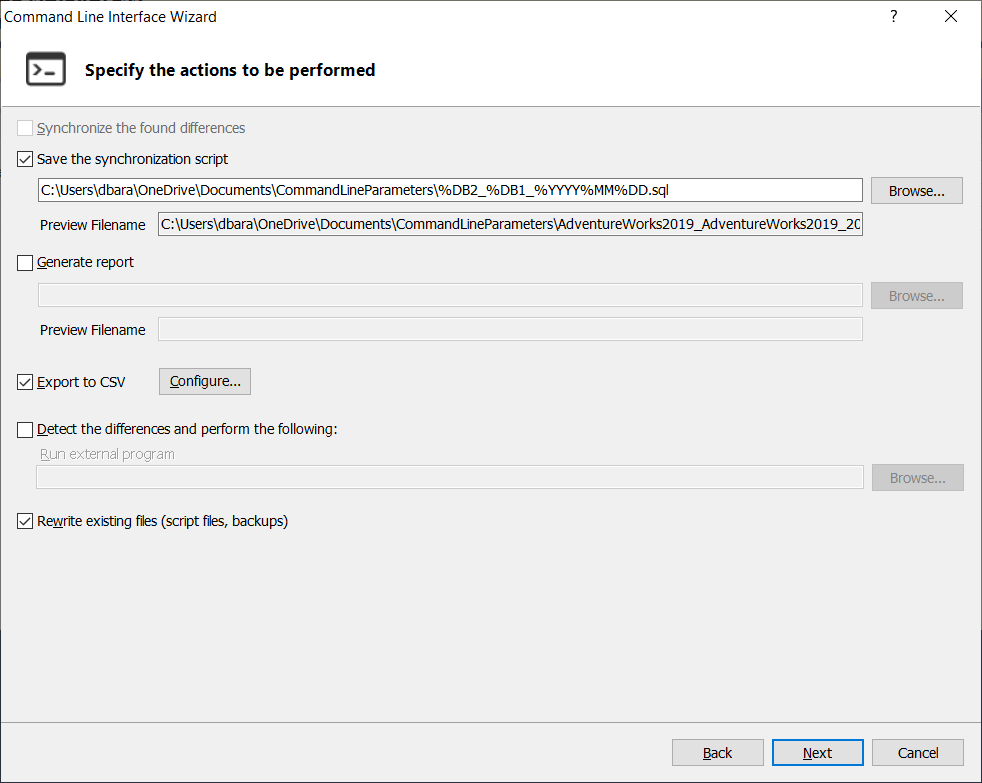 Command Line Interface Wizard ?
Specify the actions to be performed
Synchronize the found differences
Save the synchronization script
C:\Users\dbara\OneDrive\Documents\CommandLineParameters\%DB2_%DB1_%YYYY%MM%DD.sql Browse...
Preview Filename C:\Users\dbara\OneDrive\Documents\CommandLineParameters\AdventureWorks2019_AdventureWorks2019_20
Generate report
Browse...
Preview Filename
Export to CSV Configure...
Detect the differences and perform the following:
Run external program
Browse...
Rewrite existing files (script files, backups)
Back Next Cancel